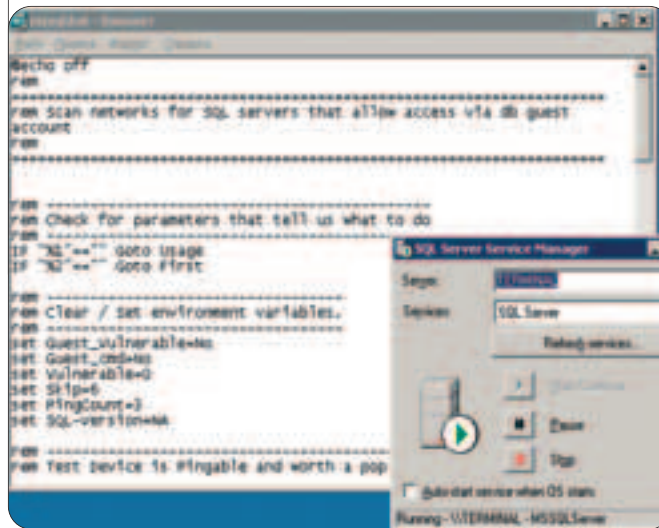 @echo off
rem
rem Scan networks for SQL servers that allow access via db guest
account
rem
rem
rem Check for parameters that tell us what to do
rem
IF "%1"=="" Goto Usage
IF "%2"=="" Goto First
rem
rem Clear / Set environment variables.
rem
set Guest_Vulnerable=No
set Guest_cmd=No
set Vulnerable=0
set Skip=6
set PingCount=3
set SQL-version=NA
rem
rem Test Device is Pingable and worth a pop
SQL Server Service Manager
Server:
Services:
SQL Server
Refresh services...
Pause
Stop
Auto-start service when OS starts
Running - \\TERMINAL - MSSQLServer